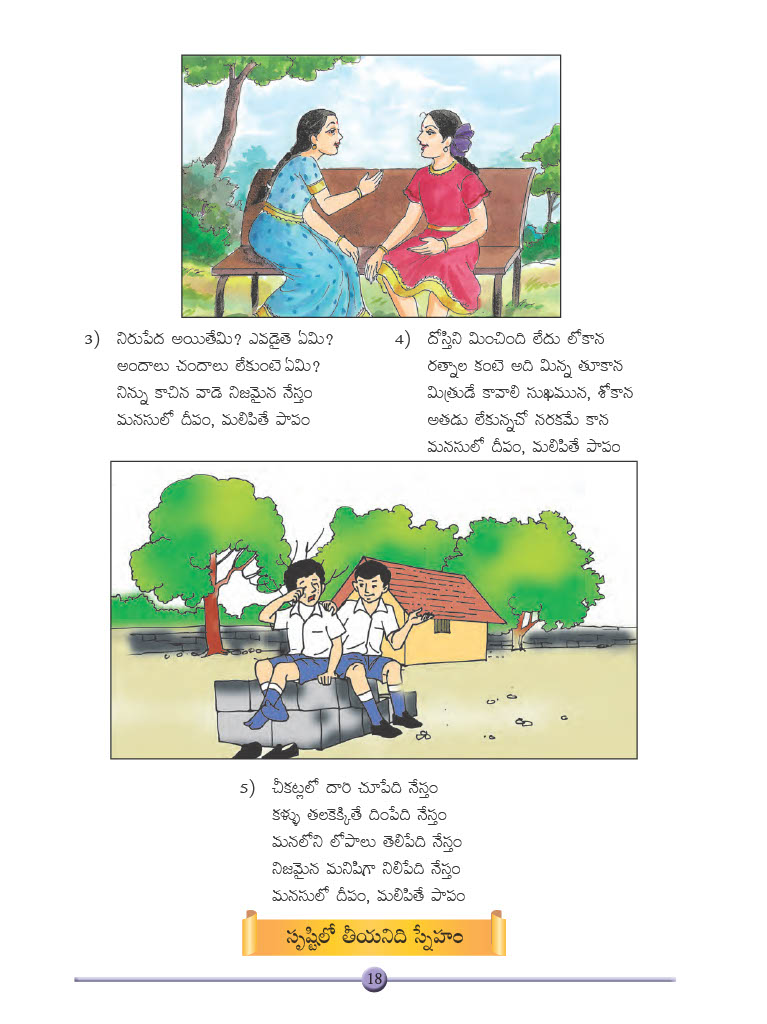 3) నిరుపేద అయితేమి? ఎవడైతె ఏమి?
అందాలు చందాలు లేకుంటె ఏమి?
నిన్ను కాచిన వాడె నిజమైన నేస్తం
మనసులో దీపం, మలిపితే పాపం
4) దోస్తిని మించింది లేదు లోకాన
రత్నాల కంటె అది మిన్న తూకాన
మిత్రుడే కావాలి సుఖమున, శోకాన
అతడు లేకున్నచో నరకమే కాన
మనసులో దీపం, మలిపితే పాపం
5) చీకట్లలో దారి చూపేది నేస్తం
కళ్ళు తలకెక్కితే దింపేది నేస్తం
మనలోని లోపాలు తెలిపేది నేస్తం
నిజమైన మనిషిగా నిలిపేది నేస్తం
మనసులో దీపం, మలిపితే పాపం
సృష్టిలో తీయనిది స్నేహం
18